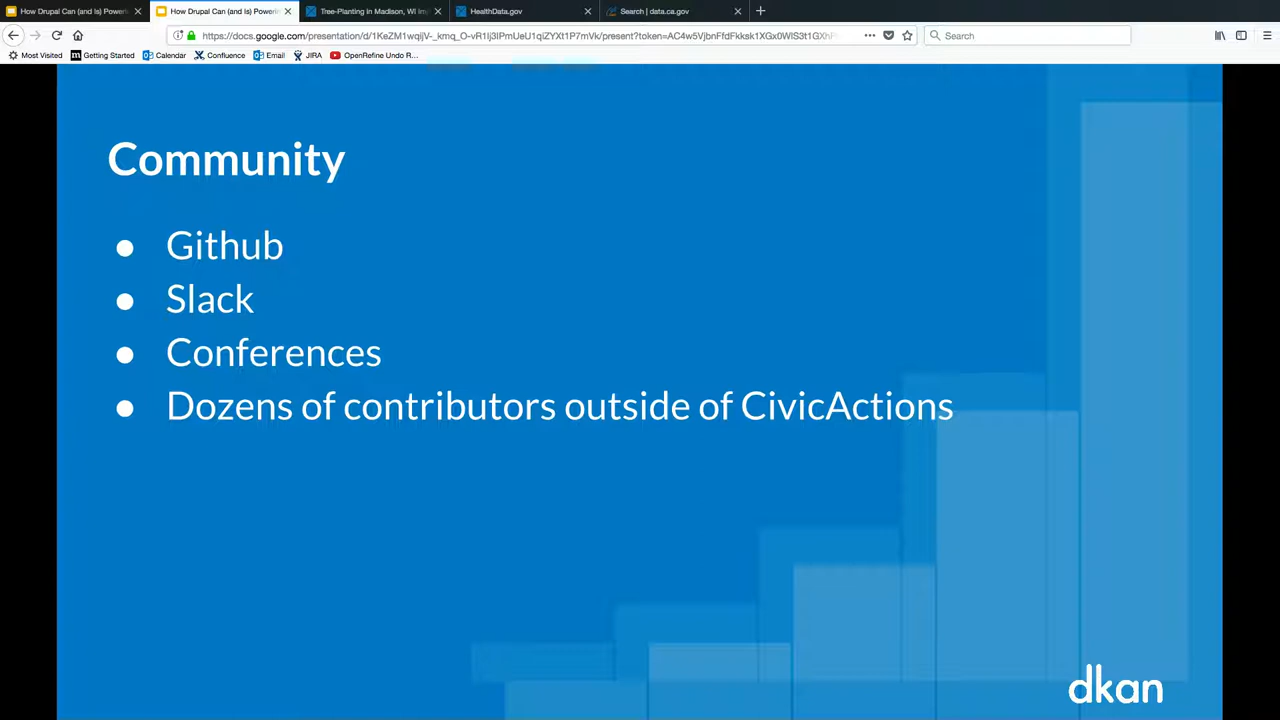 How Drupal Can (and Is) Poweri
How Drupal Can (and Is) Powerin
Tree-Planting in Madison, WI Im
HealthData.gov
Search | data.ca.gov
Search
Most Visited
Getting Started
Calendar
Confluence
Email
JIRA
OpenRefine Undo R...
Community
● Github
● Slack
● Conferences
● Dozens of contributors outside of CivicActions
dkan